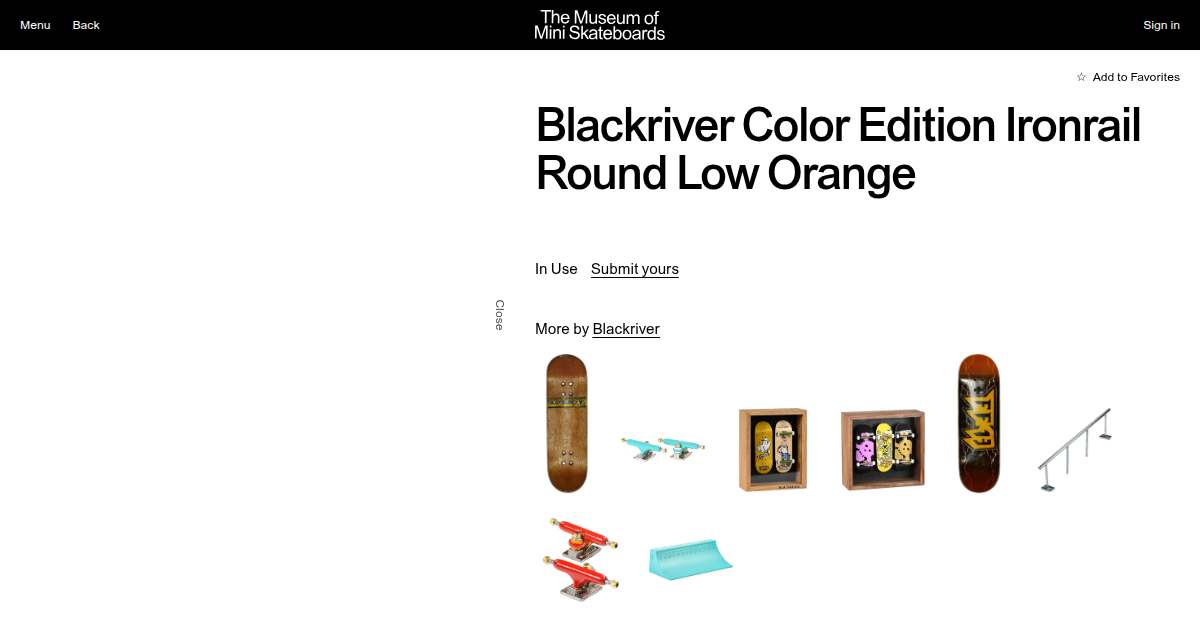 Menu
Back
The Museum of
Mini Skateboards
Sign in
☆ Add to Favorites
Blackriver Color Edition Ironrail
Round Low Orange
In Use
Submit yours
Close
More by Blackriver